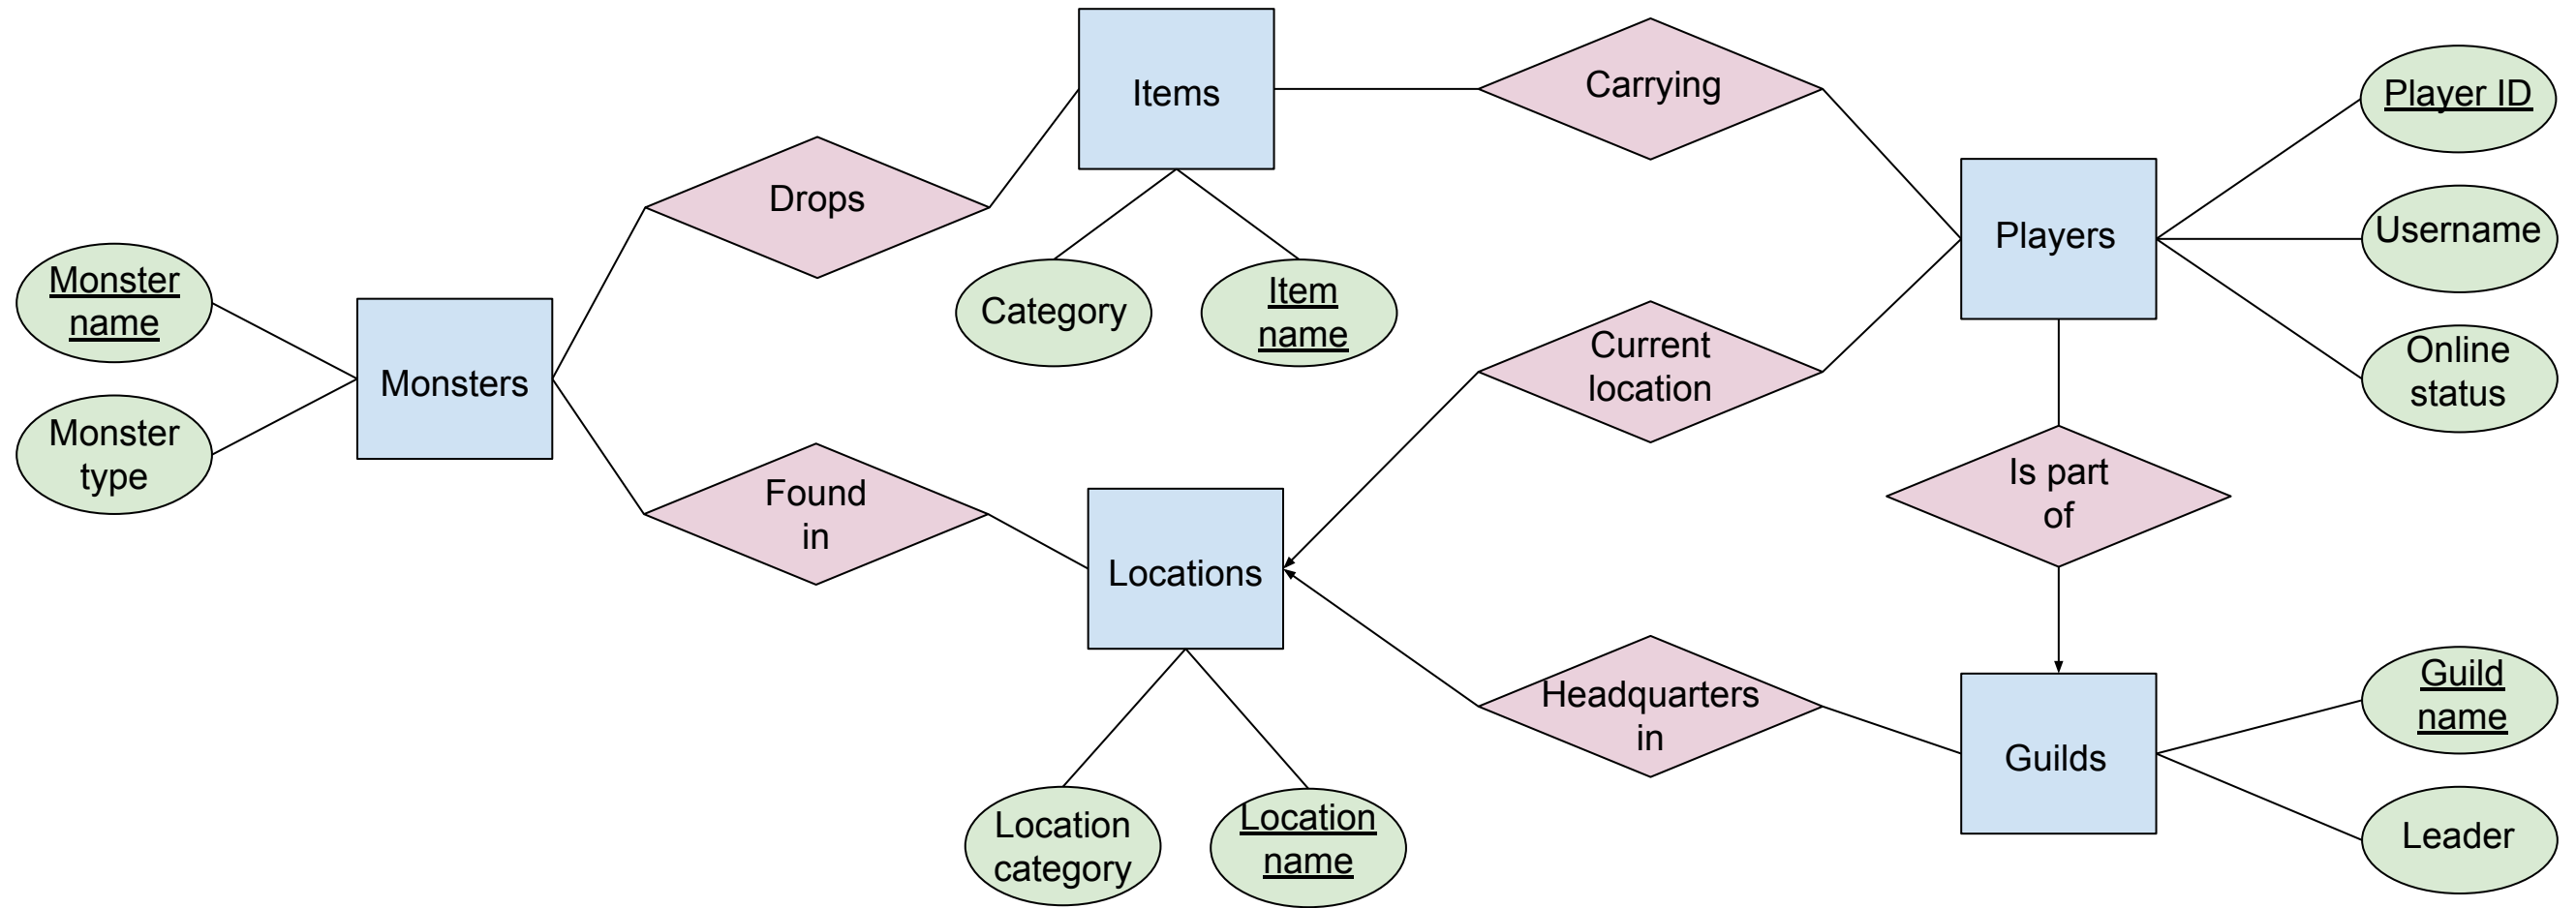 Items
Carrying
Player ID
Drops
Players
Username
Monster
name
Category
Item
name
Current
location
Online
status
Monsters
Monster
type
Found
in
Is part
of
Locations
Headquarters
in
Guild
name
Guilds
Location
category
Location
name
Leader